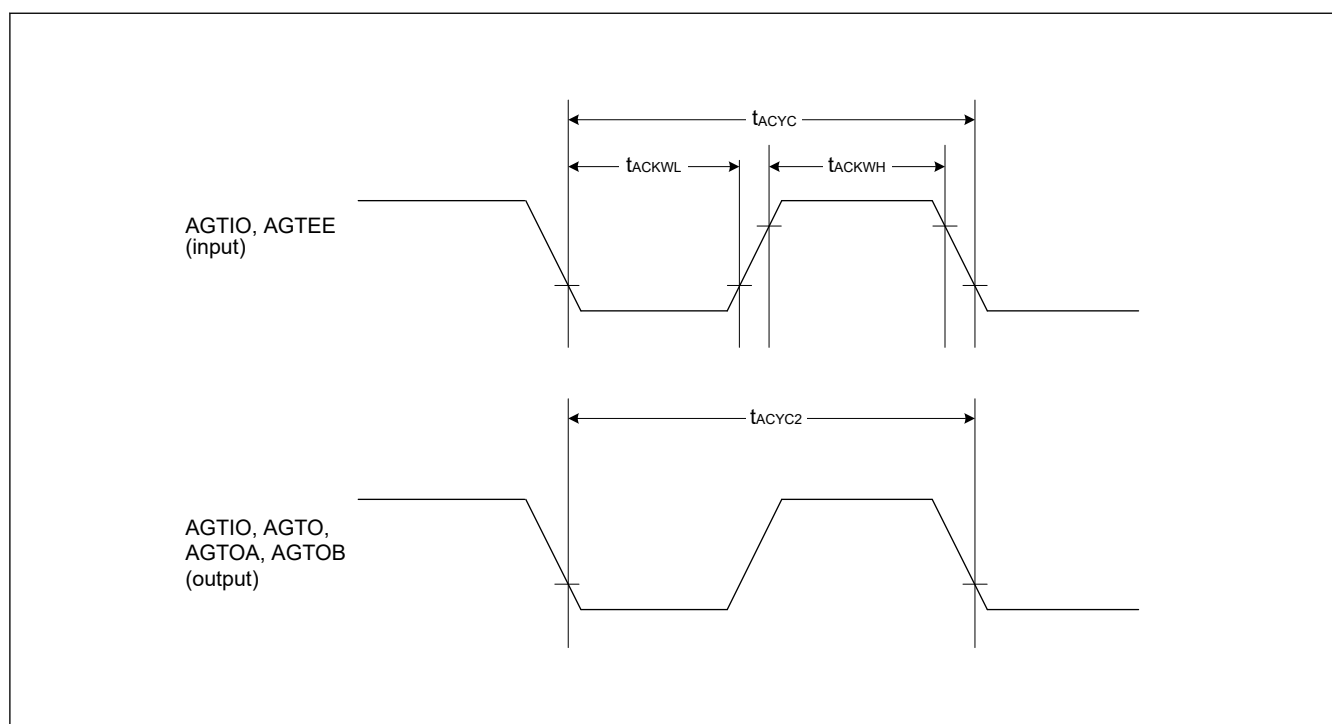 tACYC
tACKWL
tACKWH
AGTIO, AGTEE
(input)
tACYC2
AGTIO, AGTO,
AGTOA, AGTOB
(output)